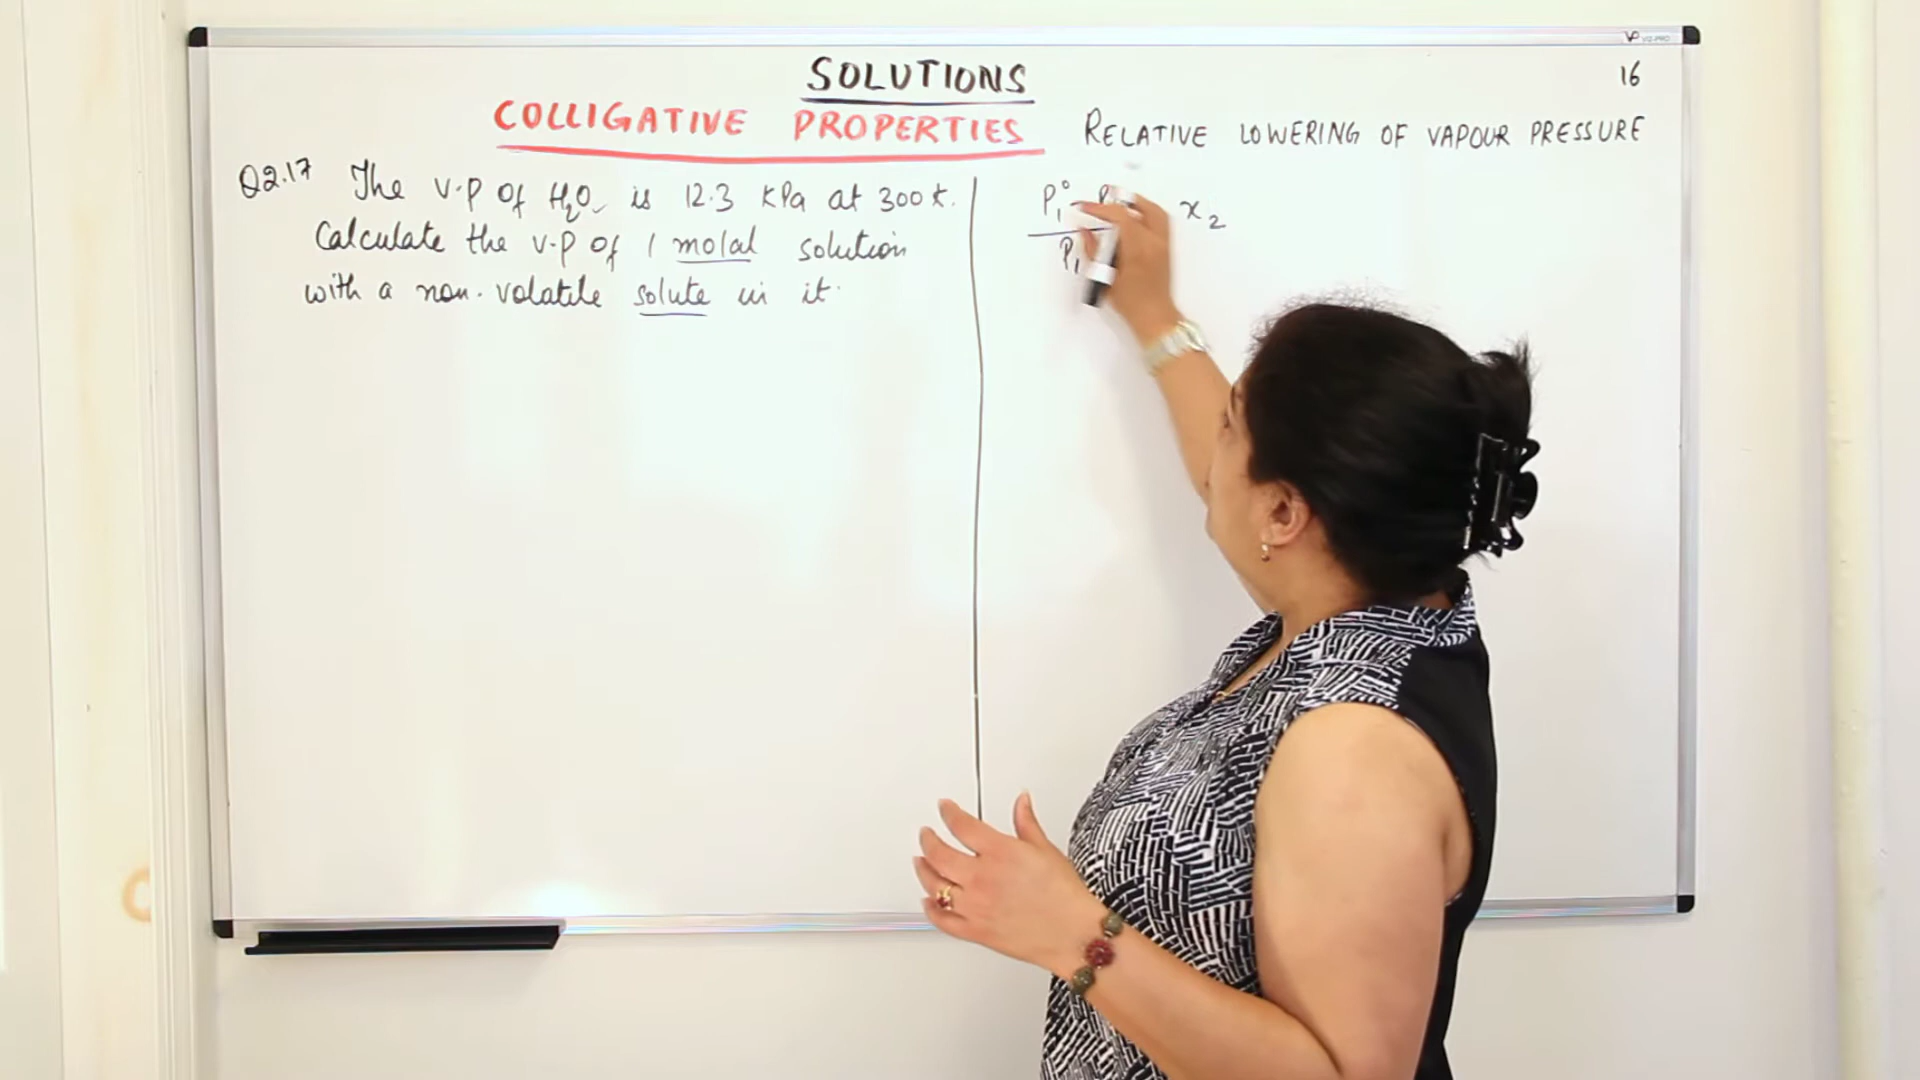 SOLUTIONS
16
COLLIGATIVE PROPERTIES
RELATIVE LOWERING OF VAPOUR PRESSURE
Q2.17 The V.P of H₂O is 12.3 kPa at 300 k.
Calculate the V.P of 1 molal solution
with a non-volatile solute in it.
P₁° - P
x₂
P₁